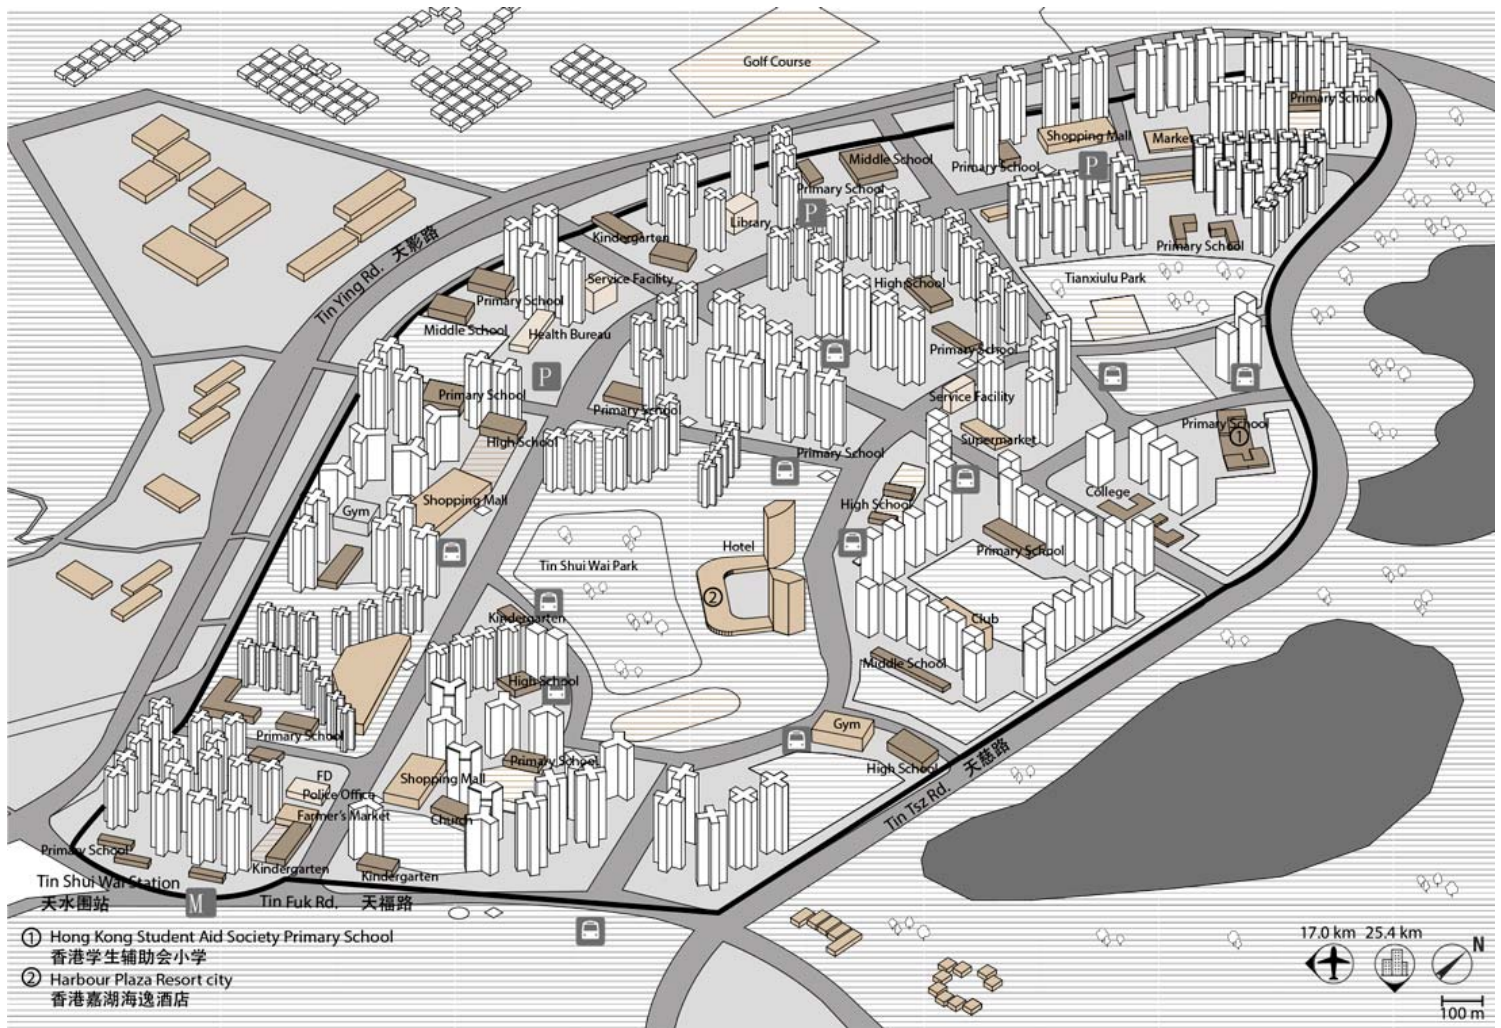 Golf Course
Primary School
Shopping Mall
Market
Middle School
Primary School
P
Primary School
P
Library
Kindergarten
Primary School
Tin Ying Rd. 天影路
Service Facility
High School
Tianxiulu Park
Primary School
Middle School
Health Bureau
Primary School
P
Primary School
Primary School
Service Facility
High School
Supermarket
Primary School
①
Primary School
Shopping Mall
Gym
High School
College
Hotel
Primary School
Tin Shui Wai Park
②
Kindergarten
Club
Middle School
High School
Gym
Primary School
High School
天慈路
Tin Tsz Rd.
Primary School
Shopping Mall
FD
Police Office
Farmer's Market
Church
Primary School
Kindergarten
Kindergarten
Tin Shui Wai Station
天水围站
M
Tin Fuk Rd. 天福路
① Hong Kong Student Aid Society Primary School
香港学生辅助会小学
② Harbour Plaza Resort city
香港嘉湖海逸酒店
17.0 km 25.4 km
N
100 m